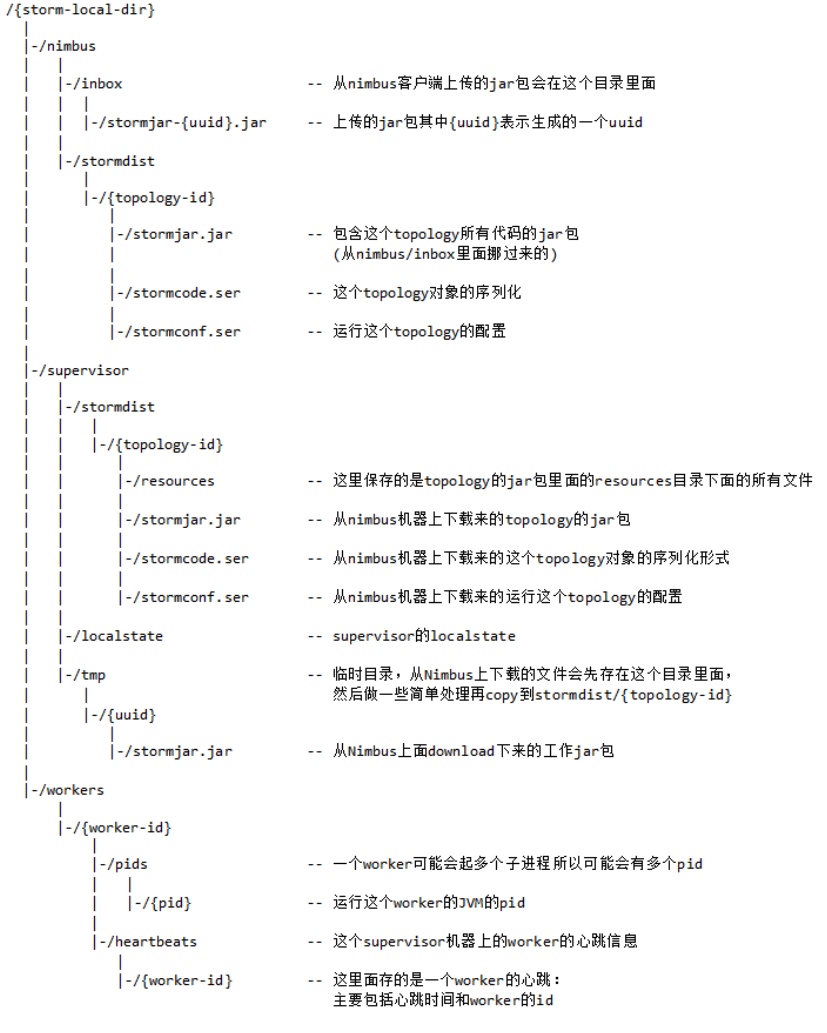 /{storm-local-dir}
|
|-/nimbus
| |
| |-/inbox -- 从nimbus客户端上传的jar包会在这个目录里面
| | |
| | |-/stormjar-{uuid}.jar -- 上传的jar包其中{uuid}表示生成的一个uuid
| |
| |-/stormdist
| |
| |-/{topology-id}
| |
| |-/stormjar.jar -- 包含这个topology所有代码的jar包
| | (从nimbus/inbox里面挪过来的)
| |
| |-/stormcode.ser -- 这个topology对象的序列化
| |
| |-/stormconf.ser -- 运行这个topology的配置
|
|-/supervisor
| |
| |-/stormdist
| | |
| | |-/{topology-id}
| | |
| | |-/resources -- 这里保存的是topology的jar包里面的resources目录下面的所有文件
| | |
| | |-/stormjar.jar -- 从nimbus机器上下载来的topology的jar包
| | |
| | |-/stormcode.ser -- 从nimbus机器上下载来的这个topology对象的序列化形式
| | |
| | |-/stormconf.ser -- 从nimbus机器上下载来的运行这个topology的配置
| |
| |-/localstate -- supervisor的localstate
| |
| |-/tmp -- 临时目录，从Nimbus上下载的文件会先存在这个目录里面，
| | 然后做一些简单处理再copy到stormdist/{topology-id}
| |-/{uuid}
| |
| |-/stormjar.jar -- 从Nimbus上面download下来的工作jar包
|
|-/workers
|
|-/{worker-id}
|
|-/pids -- 一个worker可能会起多个子进程所以可能会有多个pid
| |
| |-/{pid} -- 运行这个worker的JVM的pid
|
|-/heartbeats -- 这个supervisor机器上的worker的心跳信息
|
|-/{worker-id} -- 这里面存的是一个worker的心跳：
主要包括心跳时间和worker的id